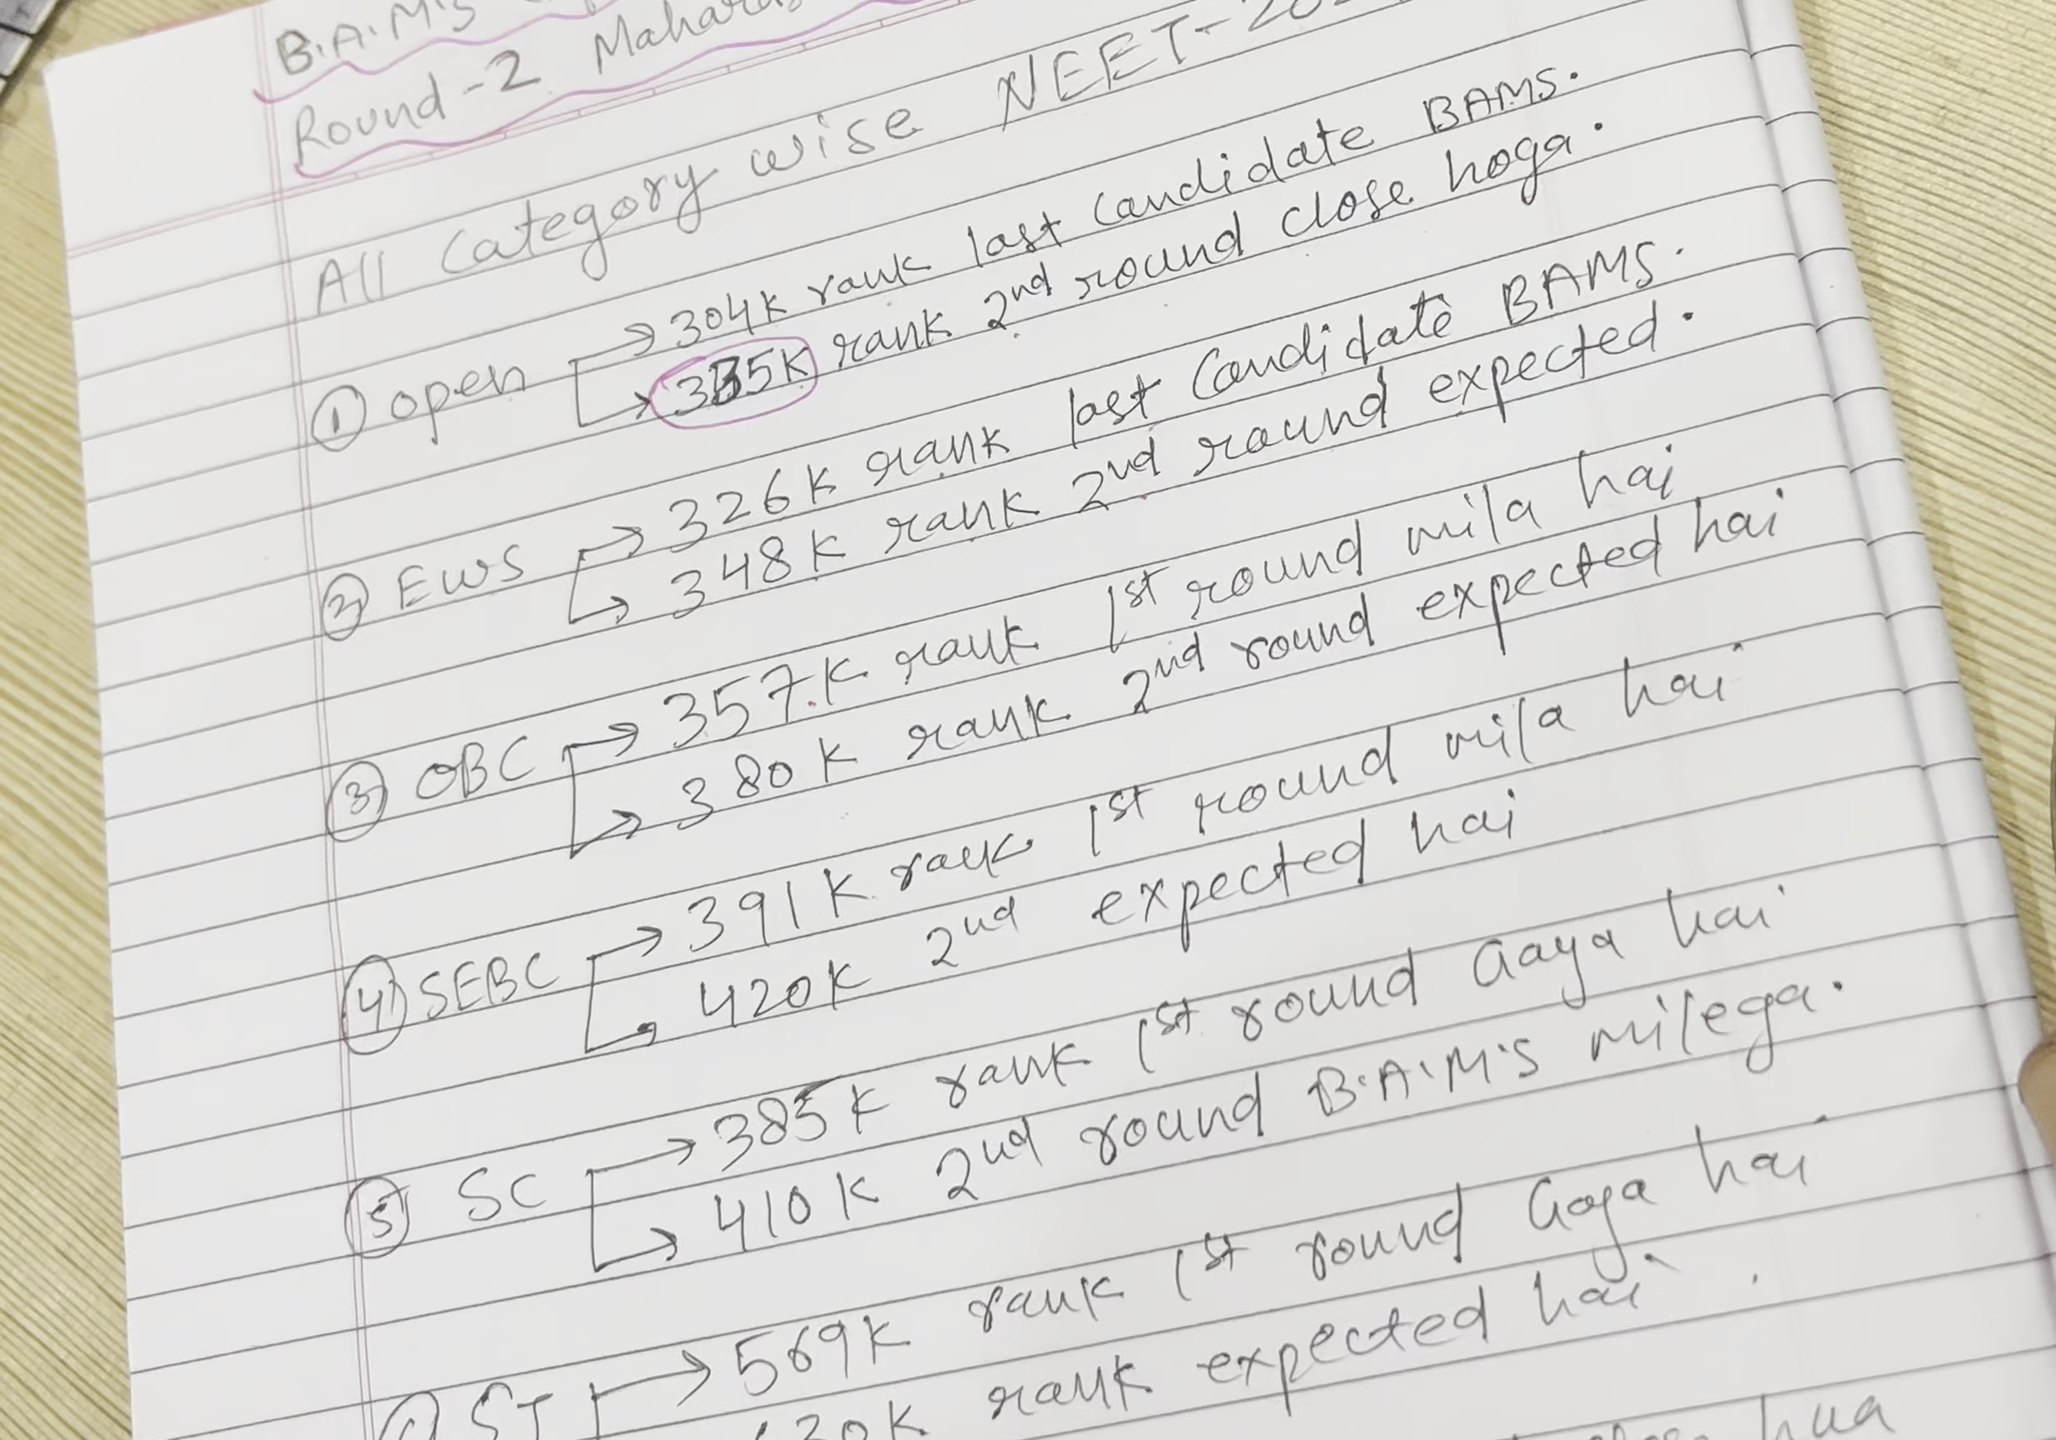 B.A.M's
Round-2 Mahara
All Category wise NEET-20
① open → 304k rank last Candidate BAMS.
→ 335k rank 2nd round close hoga.
② EWS → 326k rank last Candidate BAMS.
→ 348k rank 2nd round expected.
③ OBC → 357.k rank 1st round mila hai
→ 380k rank 2nd round expected hai
④ SEBC → 391k rank 1st round mila hai
→ 420k 2nd expected hai
⑤ SC → 385k rank 1st round Gaya hai
→ 410k 2nd round B.A.M's milega.
ST → 569k rank 1st round Gaya hai
20k rank expected hai
hua